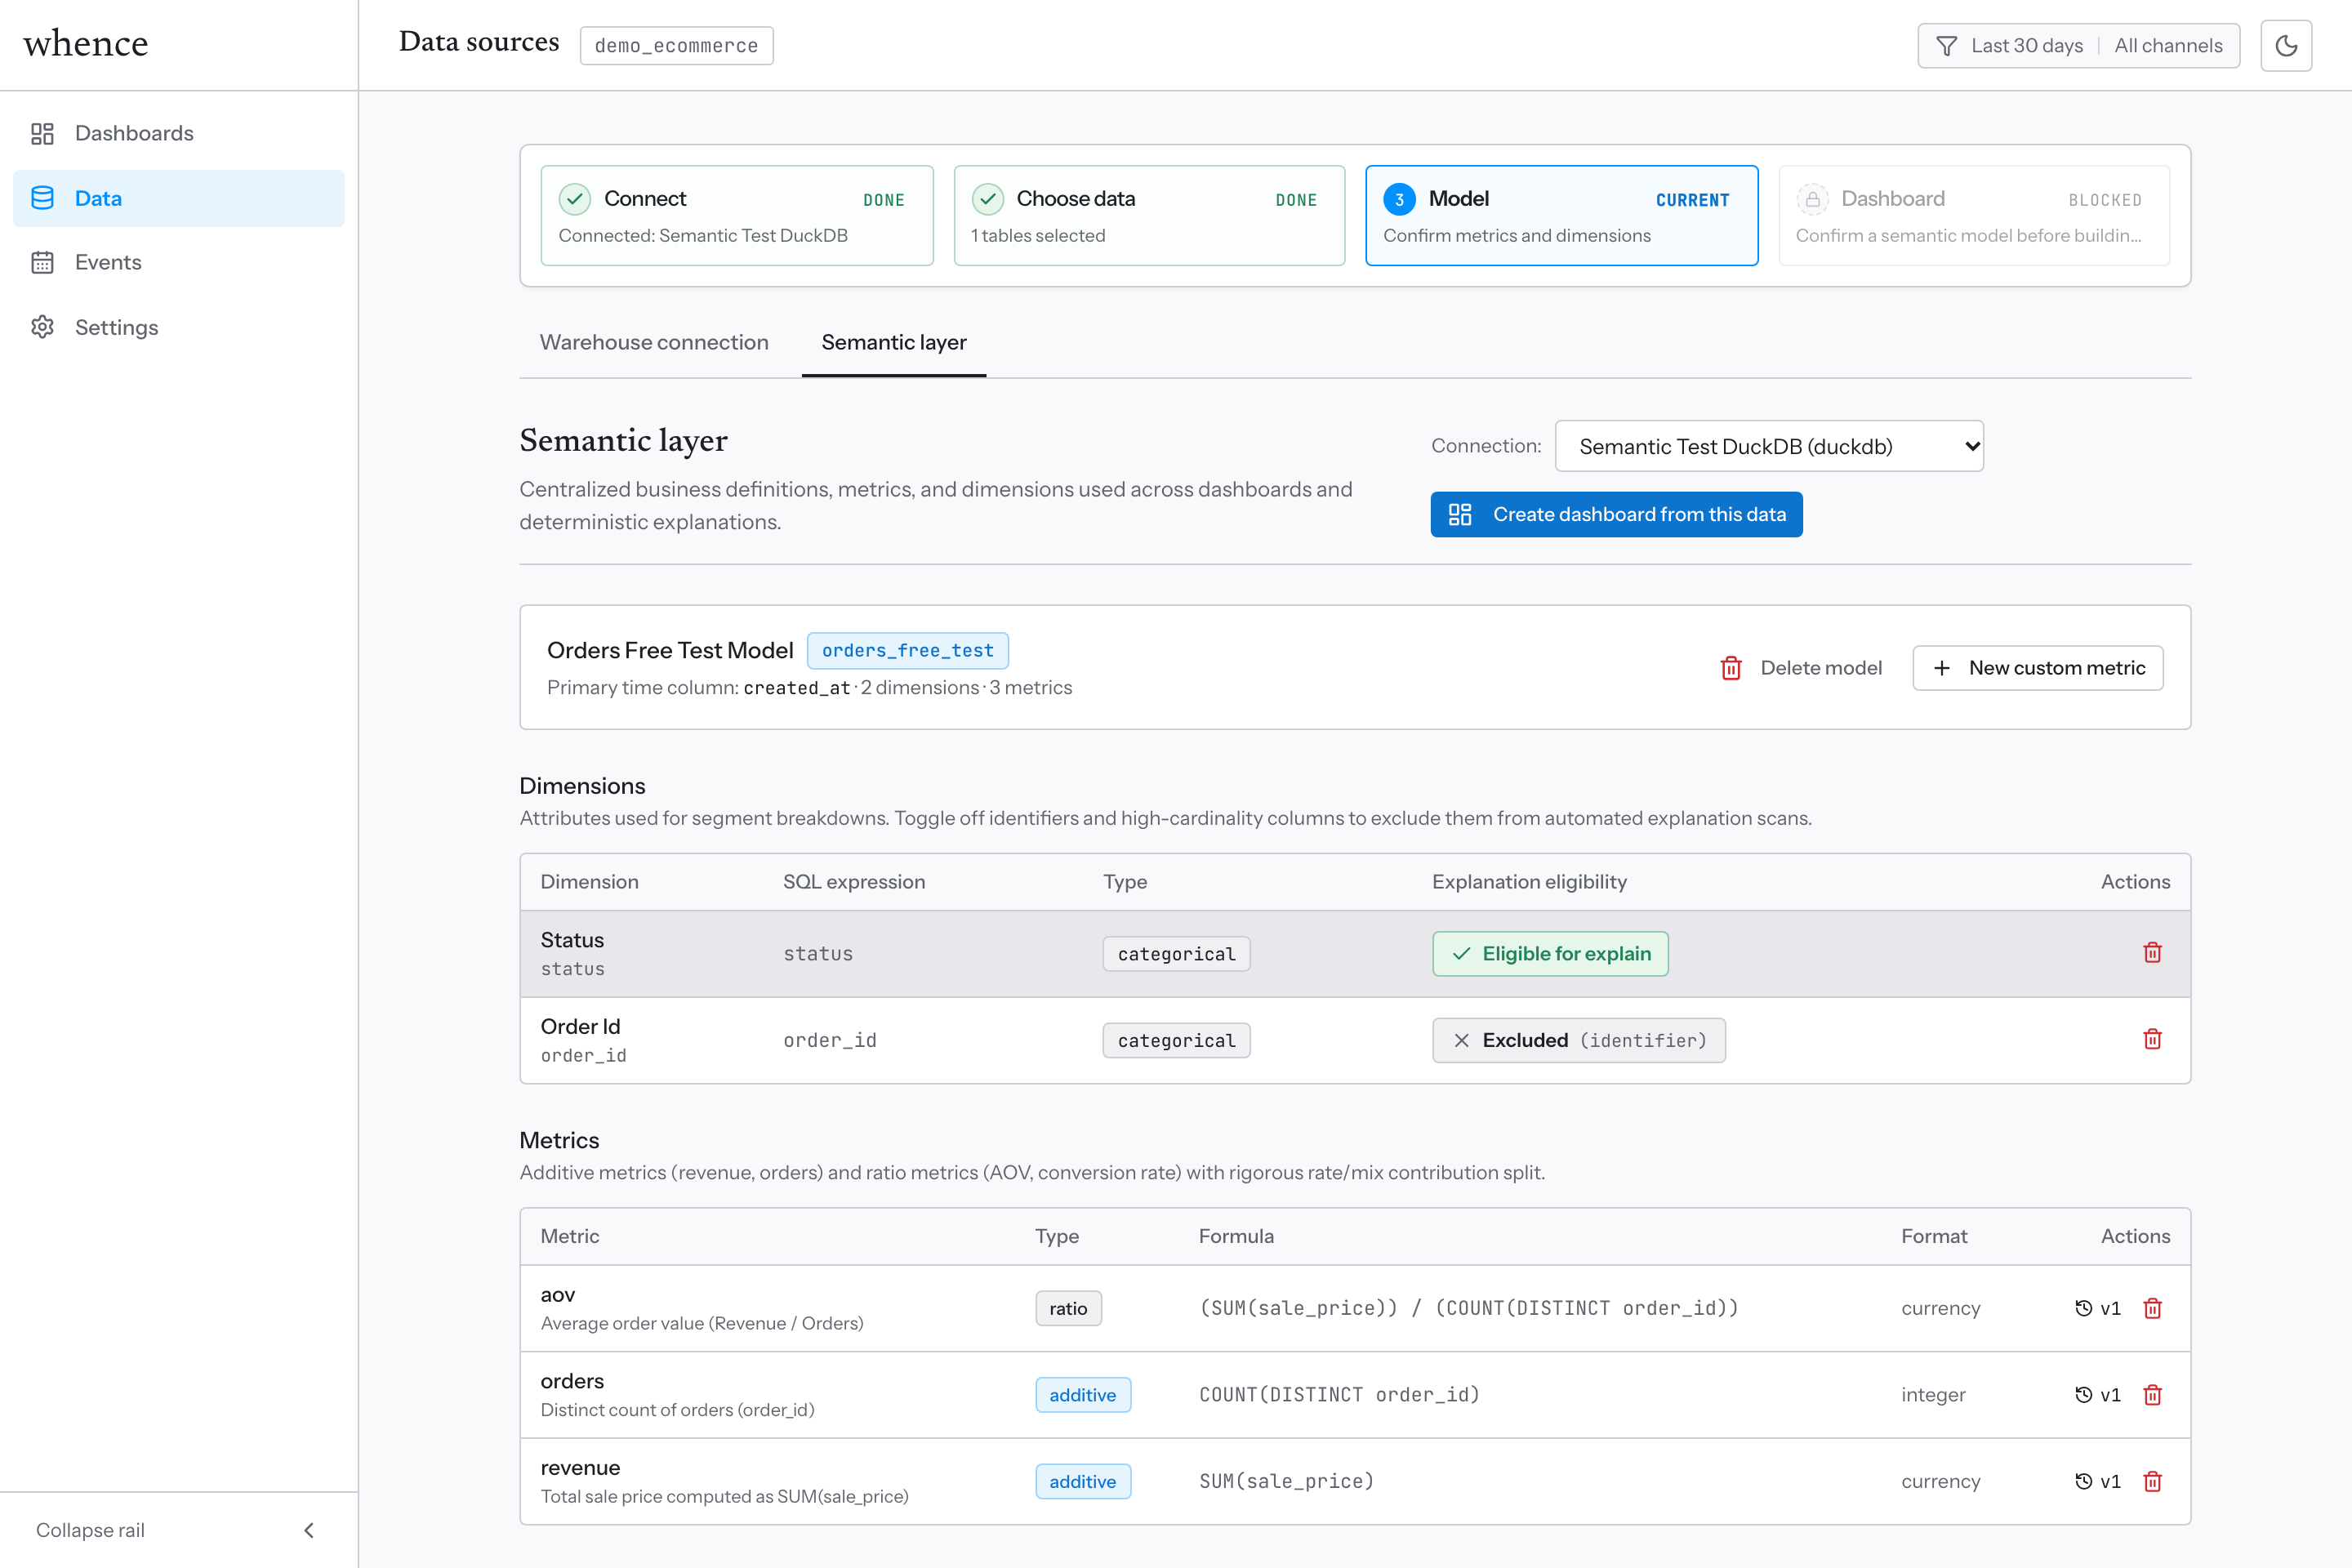 whence
Data sources
demo_ecommerce
Last 30 days
All channels
Dashboards
Data
Events
Settings
Connect
DONE
Connected: Semantic Test DuckDB
Choose data
DONE
1 tables selected
3
Model
CURRENT
Confirm metrics and dimensions
Dashboard
BLOCKED
Confirm a semantic model before buildin...
Warehouse connection
Semantic layer
Semantic layer
Centralized business definitions, metrics, and dimensions used across dashboards and
deterministic explanations.
Connection:
Semantic Test DuckDB (duckdb)
Create dashboard from this data
Orders Free Test Model
orders_free_test
Primary time column: created_at · 2 dimensions · 3 metrics
Delete model
New custom metric
Dimensions
Attributes used for segment breakdowns. Toggle off identifiers and high-cardinality columns to exclude them from automated explanation scans.
Dimension
SQL expression
Type
Explanation eligibility
Actions
Status
status
status
categorical
Eligible for explain
Order Id
order_id
order_id
categorical
Excluded (identifier)
Metrics
Additive metrics (revenue, orders) and ratio metrics (AOV, conversion rate) with rigorous rate/mix contribution split.
Metric
Type
Formula
Format
Actions
aov
Average order value (Revenue / Orders)
ratio
(SUM(sale_price)) / (COUNT(DISTINCT order_id))
currency
v1
orders
Distinct count of orders (order_id)
additive
COUNT(DISTINCT order_id)
integer
v1
revenue
Total sale price computed as SUM(sale_price)
additive
SUM(sale_price)
currency
v1
Collapse rail